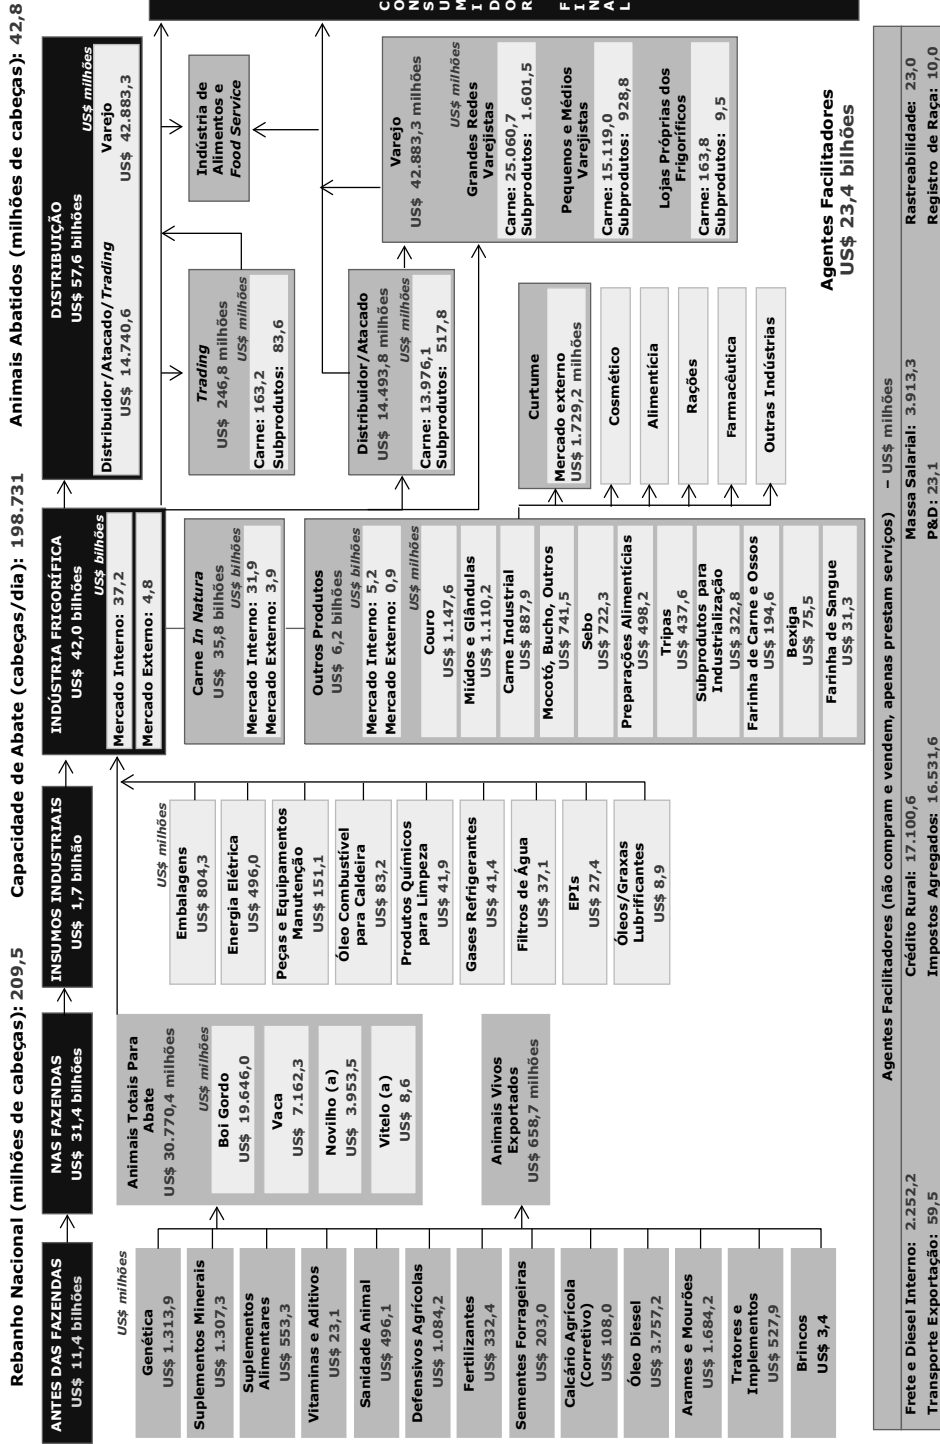 Rebanho Nacional (milhões de cabeças): 209,5
Capacidade de Abate (cabeças/dia): 198.731
Animais Abatidos (milhões de cabeças): 42,8
ANTES DAS FAZENDAS
US$ 11,4 bilhões
US$ milhões
Genética
US$ 1.313,9
Suplementos Minerais
US$ 1.307,3
Suplementos
Alimentares
US$ 553,3
Vitaminas e Aditivos
US$ 23,1
Sanidade Animal
US$ 496,1
Defensivos Agrícolas
US$ 1.084,2
Fertilizantes
US$ 332,4
Sementes Forrageiras
US$ 203,0
Calcário Agrícola
(Corretivo)
US$ 108,0
Óleo Diesel
US$ 3.757,2
Arames e Mourões
US$ 1.684,2
Tratores e
Implementos
US$ 527,9
Brincos
US$ 3,4
NAS FAZENDAS
US$ 31,4 bilhões
Animais Totais Para
Abate
US$ 30.770,4 milhões
US$ milhões
Boi Gordo
US$ 19.646,0
Vaca
US$ 7.162,3
Novilho (a)
US$ 3.953,5
Vitelo (a)
US$ 8,6
Animais Vivos
Exportados
US$ 658,7 milhões
INSUMOS INDUSTRIAIS
US$ 1,7 bilhão
US$ milhões
Embalagens
US$ 804,3
Energia Elétrica
US$ 496,0
Peças e Equipamentos
Manutenção
US$ 151,1
Óleo Combustível
para Caldeira
US$ 83,2
Produtos Químicos
para Limpeza
US$ 41,9
Gases Refrigerantes
US$ 41,4
Filtros de Água
US$ 37,1
EPIs
US$ 27,4
Óleos/Graxas
Lubrificantes
US$ 8,9
INDÚSTRIA FRIGORÍFICA
US$ 42,0 bilhões
US$ bilhões
Mercado Interno: 37,2
Mercado Externo: 4,8
Carne In Natura
US$ 35,8 bilhões
US$ bilhões
Mercado Interno: 31,9
Mercado Externo: 3,9
Outros Produtos
US$ 6,2 bilhões
US$ bilhões
Mercado Interno: 5,2
Mercado Externo: 0,9
US$ milhões
Couro
US$ 1.147,6
Miúdos e Glândulas
US$ 1.110,2
Carne Industrial
US$ 887,9
Mocotó, Bucho, Outros
US$ 741,5
Sebo
US$ 722,3
Preparações Alimentícias
US$ 498,2
Tripas
US$ 437,6
Subprodutos para
Industrialização
US$ 322,8
Farinha de Carne e Ossos
US$ 194,6
Bexiga
US$ 75,5
Farinha de Sangue
US$ 31,3
DISTRIBUIÇÃO
US$ 57,6 bilhões
US$ milhões
Distribuidor/Atacado/Trading
US$ 14.740,6
Varejo
US$ 42.883,3
Trading
US$ 246,8 milhões
US$ milhões
Carne: 163,2
Subprodutos: 83,6
Distribuidor/Atacado
US$ 14.493,8 milhões
US$ milhões
Carne: 13.976,1
Subprodutos: 517,8
Curtume
Mercado externo
US$ 1.729,2 milhões
Cosmético
Alimentícia
Rações
Farmacêutica
Outras Indústrias
Indústria de
Alimentos e
Food Service
Varejo
US$ 42.883,3 milhões
US$ milhões
Grandes Redes
Varejistas
Carne: 25.060,7
Subprodutos: 1.601,5
Pequenos e Médios
Varejistas
Carne: 15.119,0
Subprodutos: 928,8
Lojas Próprias dos
Frigoríficos
Carne: 163,8
Subprodutos: 9,5
CONSUMIDOR FINAL
Agentes Facilitadores
US$ 23,4 bilhões
Agentes Facilitadores (não compram e vendem, apenas prestam serviços) – US$ milhões
Frete e Diesel Interno: 2.252,2
Crédito Rural: 17.100,6
Massa Salarial: 3.913,3
Rastreabilidade: 23,0
Transporte Exportação: 59,5
Impostos Agregados: 16.531,6
P&D: 23,1
Registro de Raça: 10,0